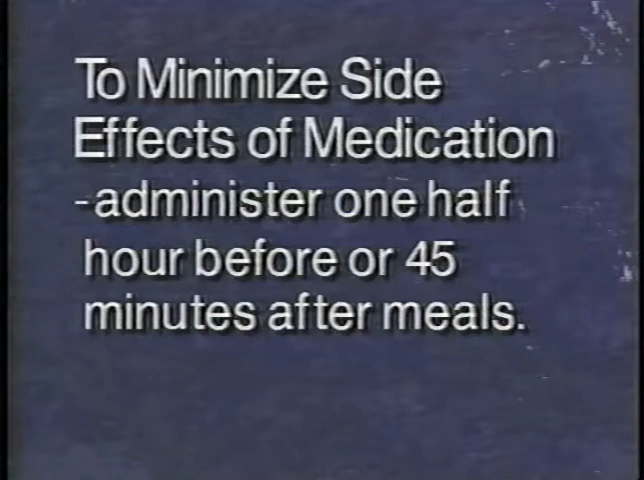 To Minimize Side
Effects of Medication
-administer one half
hour before or 45
minutes after meals.